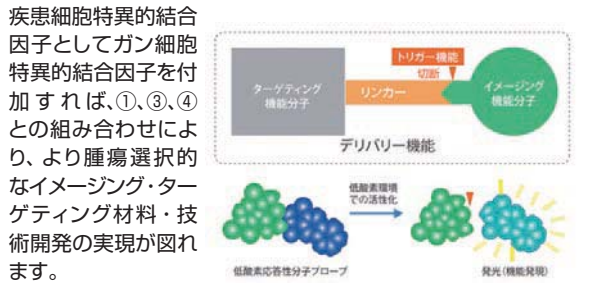 疾患細胞特異的結合
因子としてガン細胞
特異的結合因子を付
加すれば、①、③、④
との組み合わせによ
り、より腫瘍選択的
なイメージング・ター
ゲティング材料・技
術開発の実現が図れ
ます。
トリガー機能
切断
ターゲティング
機能分子
リンカー
イメージング
機能分子
デリバリー機能
低酸素環境
での活性化
低酸素応答性分子プローブ
発光(機能発現)